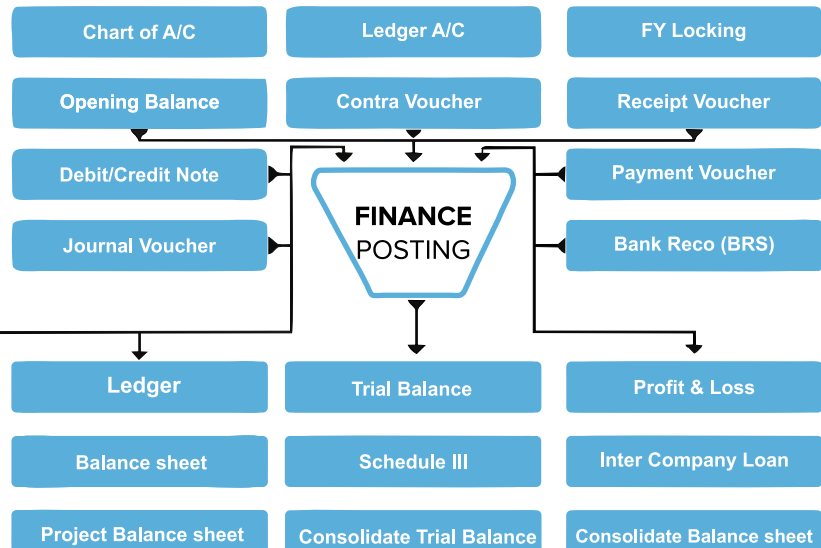 Chart of A/C
Ledger A/C
FY Locking
Opening Balance
Contra Voucher
Receipt Voucher
Debit/Credit Note
Payment Voucher
FINANCE
POSTING
Journal Voucher
Bank Reco (BRS)
Ledger
Trial Balance
Profit & Loss
Balance sheet
Schedule III
Inter Company Loan
Project Balance sheet
Consolidate Trial Balance
Consolidate Balance sheet